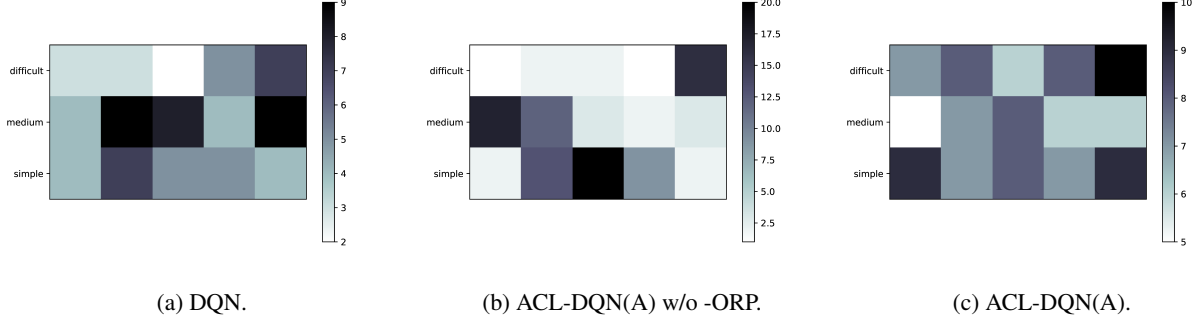 difficult
medium
simple
9
8
7
6
5
4
3
2
(a) DQN.
difficult
medium
simple
20.0
17.5
15.0
12.5
10.0
7.5
5.0
2.5
(b) ACL-DQN(A) w/o -ORP.
difficult
medium
simple
10
9
8
7
6
5
(c) ACL-DQN(A).